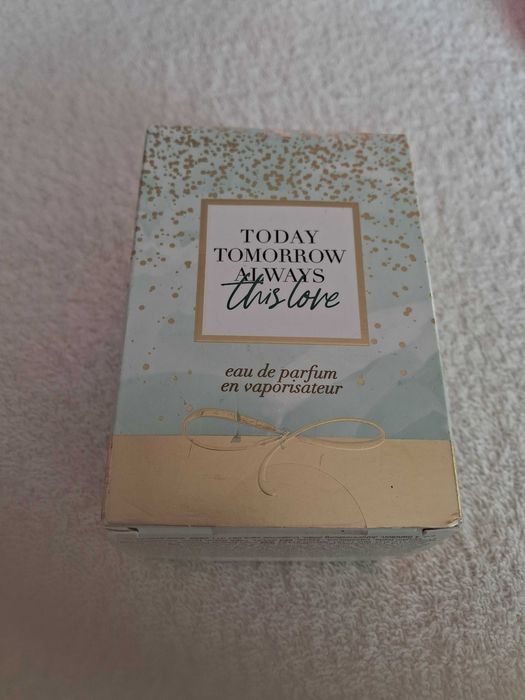 TODAY
TOMORROW
ALWAYS
this love
eau de parfum
en vaporisateur